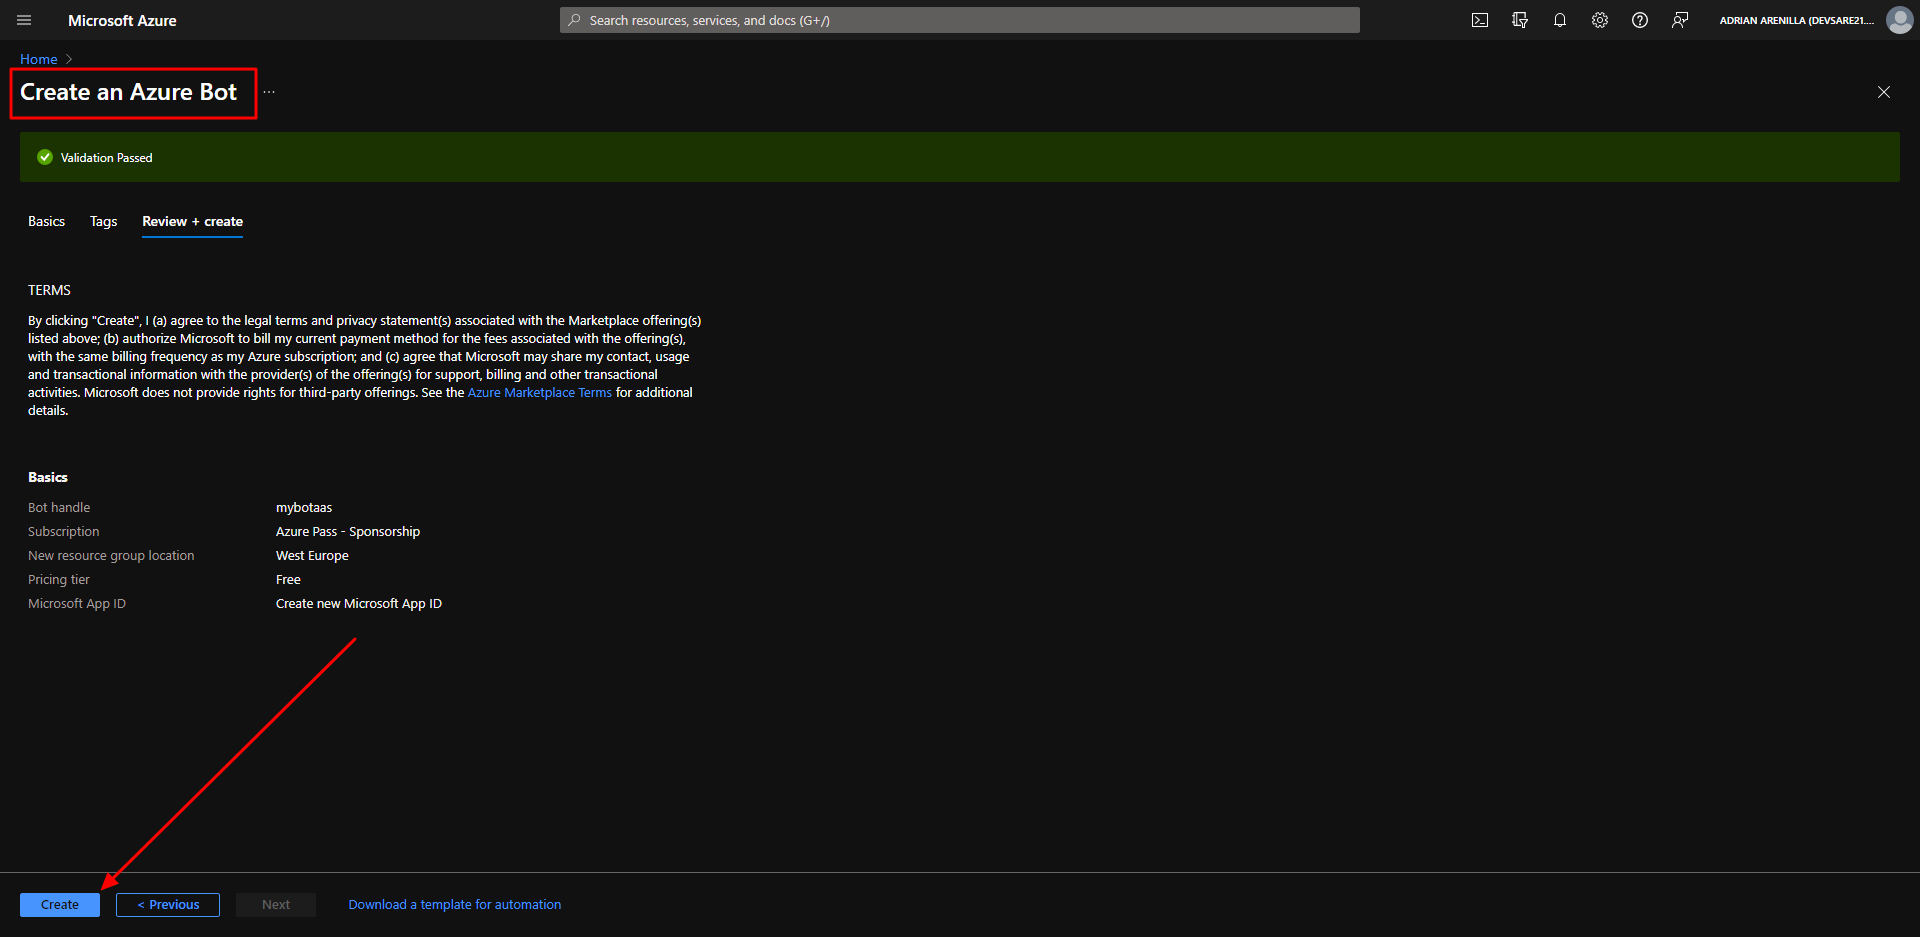 Microsoft Azure
Search resources, services, and docs (G+/)
ADRIAN ARENILLA (DEVSARE21....
Home >
Create an Azure Bot ...
Validation Passed
Basics Tags Review + create
TERMS
By clicking "Create", I (a) agree to the legal terms and privacy statement(s) associated with the Marketplace offering(s)
listed above; (b) authorize Microsoft to bill my current payment method for the fees associated with the offering(s),
with the same billing frequency as my Azure subscription; and (c) agree that Microsoft may share my contact, usage
and transactional information with the provider(s) of the offering(s) for support, billing and other transactional
activities. Microsoft does not provide rights for third-party offerings. See the Azure Marketplace Terms for additional
details.
Basics
Bot handle mybotaas
Subscription Azure Pass - Sponsorship
New resource group location West Europe
Pricing tier Free
Microsoft App ID Create new Microsoft App ID
Create < Previous Next Download a template for automation